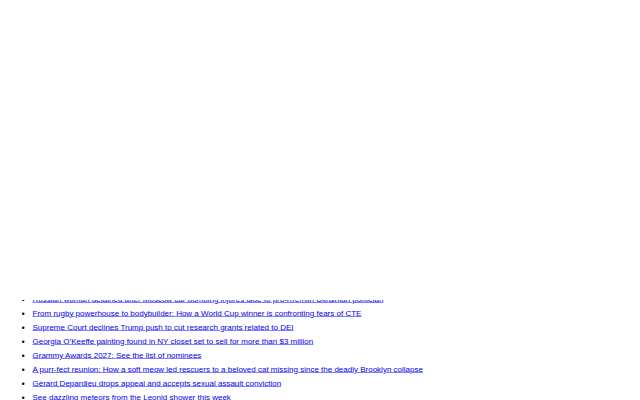 From rugby powerhouse to bodybuilder: How a World Cup winner is confronting fears of CTE
Supreme Court declines Trump push to cut research grants related to DEI
Georgia O'Keeffe painting found in NY closet set to sell for more than $3 million
Grammy Awards 2027: See the list of nominees
A purr-fect reunion: How a soft meow led rescuers to a beloved cat missing since the deadly Brooklyn collapse
Gérard Depardieu drops appeal and accepts sexual assault conviction
See dazzling meteors from the Leonid shower this week